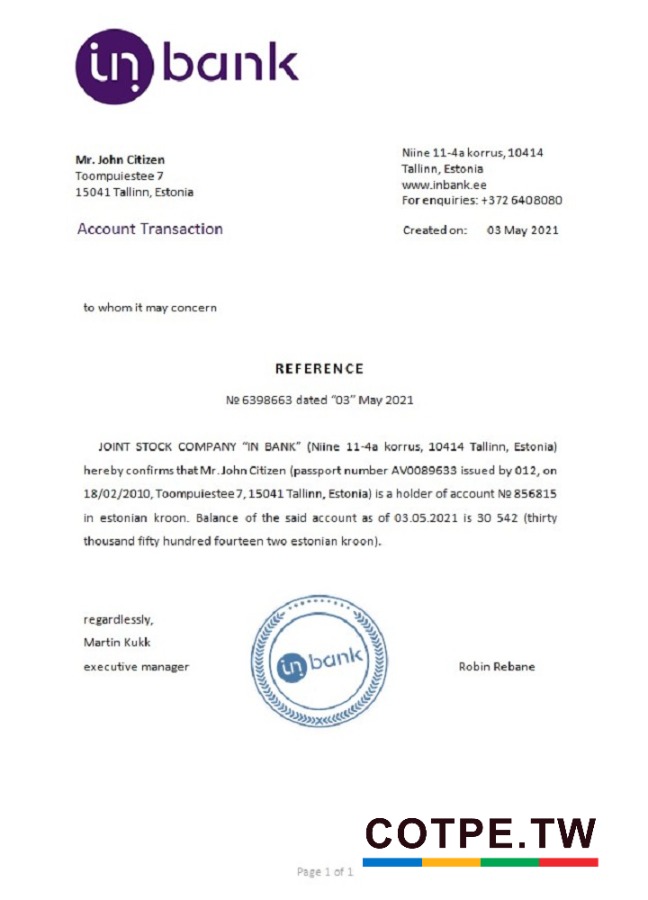 in bank
Mr. John Citizen
Toompuiestee 7
15041 Tallinn, Estonia
Niine 11-4a korrus, 10414
Tallinn, Estonia
www.inbank.ee
For enquiries: +372 6408080
Account Transaction
Created on: 03 May 2021
to whom it may concern
REFERENCE
№ 6398663 dated “03” May 2021
JOINT STOCK COMPANY “IN BANK” (Niine 11-4a korrus, 10414 Tallinn, Estonia)
hereby confirms that Mr. John Citizen (passport number AV0089633 issued by 012, on
18/02/2010, Toompuiestee 7, 15041 Tallinn, Estonia) is a holder of account № 856815
in estonian kroon. Balance of the said account as of 03.05.2021 is 30 542 (thirty
thousand fifty hundred fourteen two estonian kroon).
regardlessly,
Martin Kukk
executive manager
in bank
Robin Rebane
COTPE.TW
Page 1 of 1